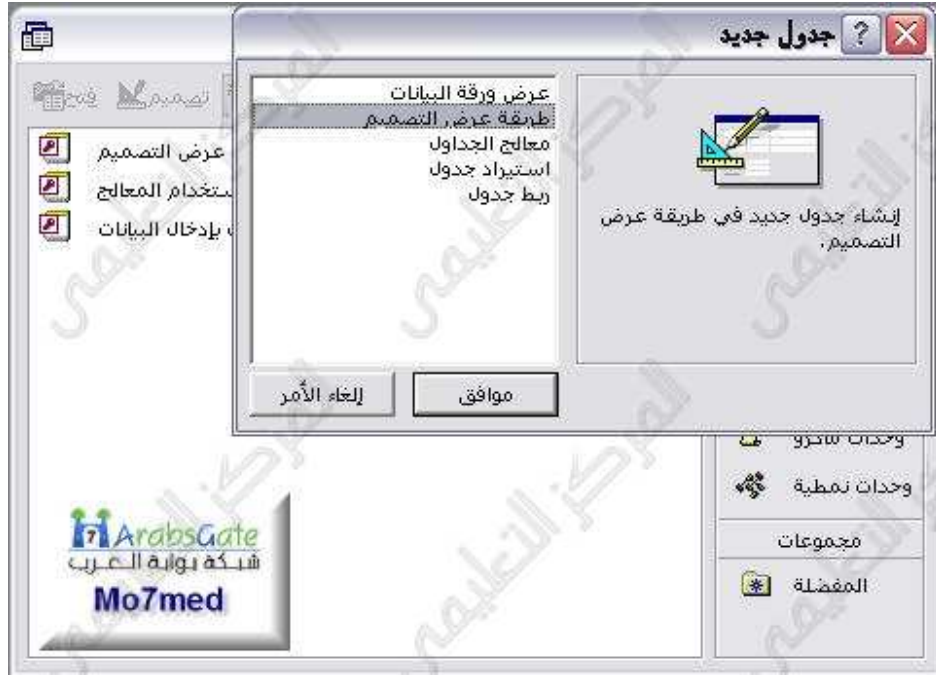 جدول جديد
عرض ورقة البيانات
طريقة عرض التصميم
معالج الجداول
استيراد جدول
ربط جدول
إنشاء جدول جديد في طريقة عرض
التصميم.
موافق
إلغاء الأمر
فتح
تصميم
عرض التصميم
المعالج
بإدخال البيانات
وحدات ماكرو
وحدات نمطية
مجموعات
المفضلة
ArabsGate
شبكة بوابة العرب
Mo7med
المركز التعليمى